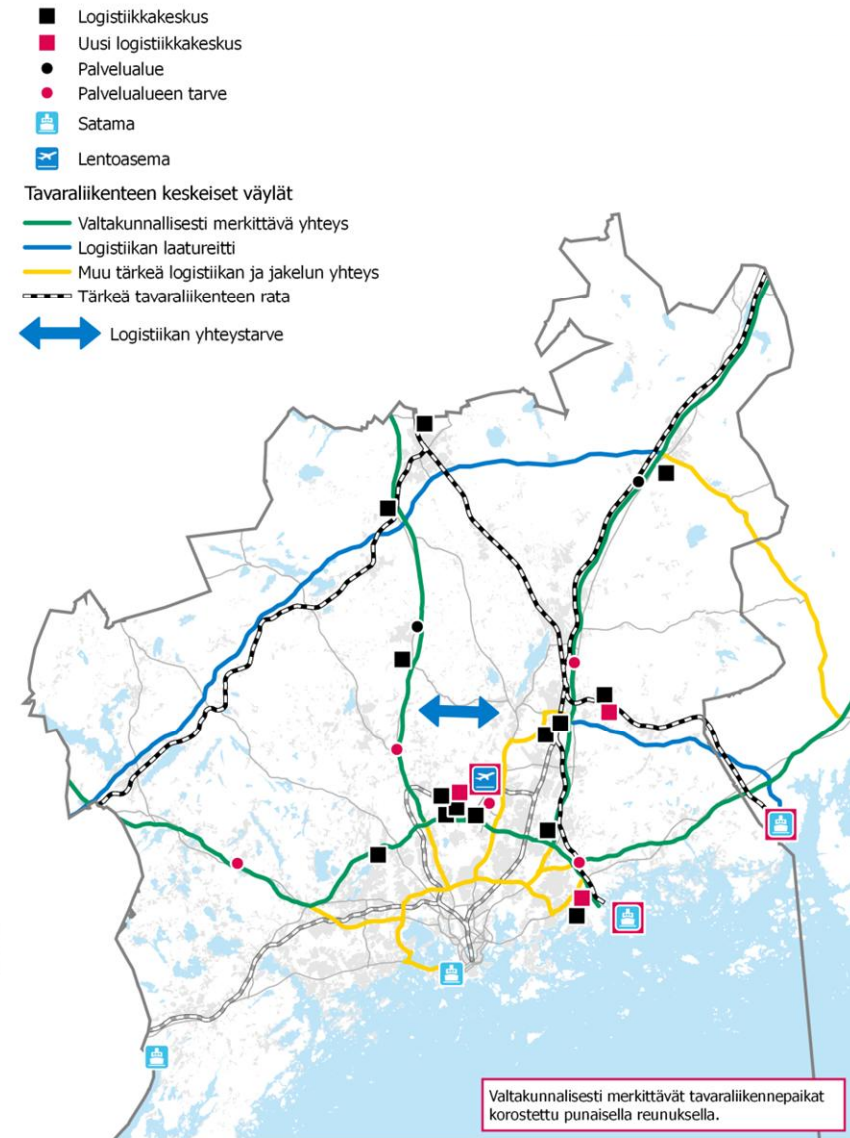 Logistiikkakeskus
Uusi logistiikkakeskus
Palvelualue
Palvelualueen tarve
Satama
Lentoasema
Tavaraliikenteen keskeiset väylät
Valtakunnallisesti merkittävä yhteys
Logistiikan laatureitti
Muu tärkeä logistiikan ja jakelun yhteys
Tärkeä tavaraliikenteen rata
Logistiikan yhteystarve
Valtakunnalisesti merkittävät tavaraliikennepaikat
korostettu punaisella reunuksella.